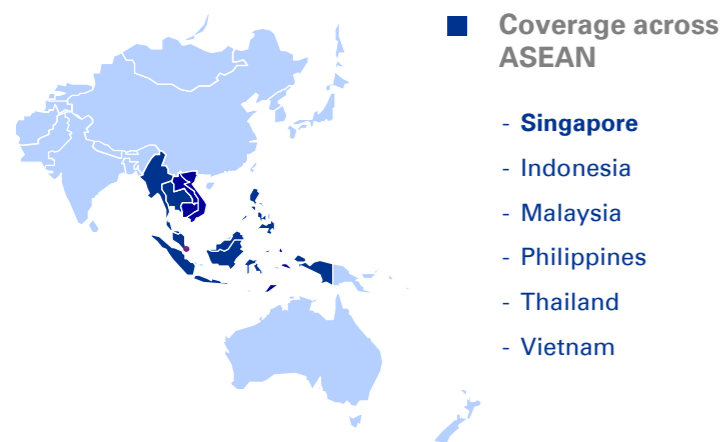 Coverage across
ASEAN
- Singapore
- Indonesia
- Malaysia
- Philippines
- Thailand
- Vietnam